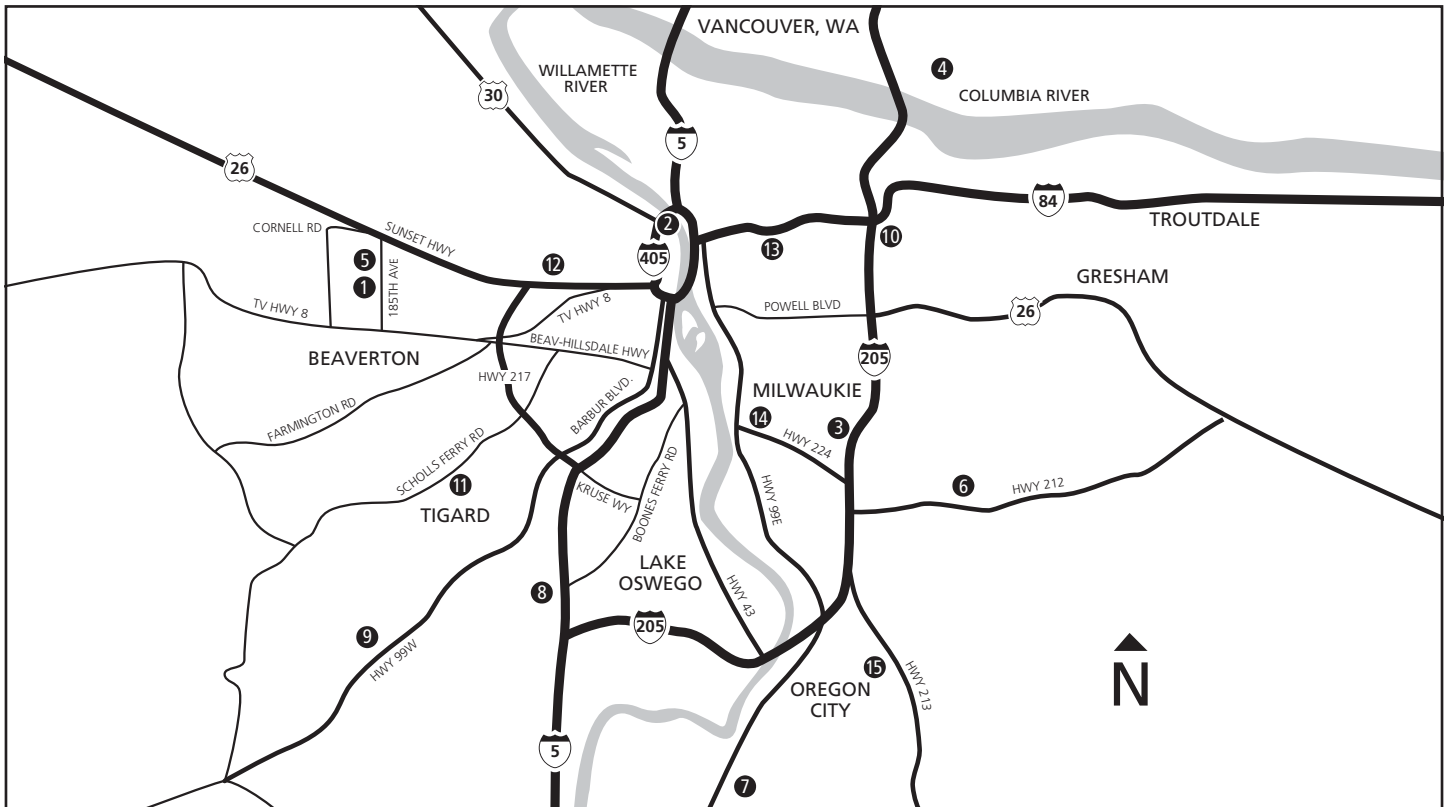 VANCOUVER, WA
4
WILLAMETTE
RIVER
COLUMBIA RIVER
30
5
26
84
TROUTDALE
CORNELL RD
SUNSET HWY
2
10
13
405
12
5
1
185TH AVE
GRESHAM
TV HWY 8
TV HWY 8
POWELL BLVD
26
BEAVERTON
BEAV-HILLSDALE HWY
205
HWY 217
MILWAUKIE
BARBUR BLVD.
FARMINGTON RD
14
3
HWY 224
SCHOLLS FERRY RD
11
TIGARD
KRUSE WY
BOONES FERRY RD
HWY 99E
6
HWY 212
LAKE
OSWEGO
8
HWY 43
205
9
HWY 99W
15
HWY 213
OREGON
CITY
N
5
7